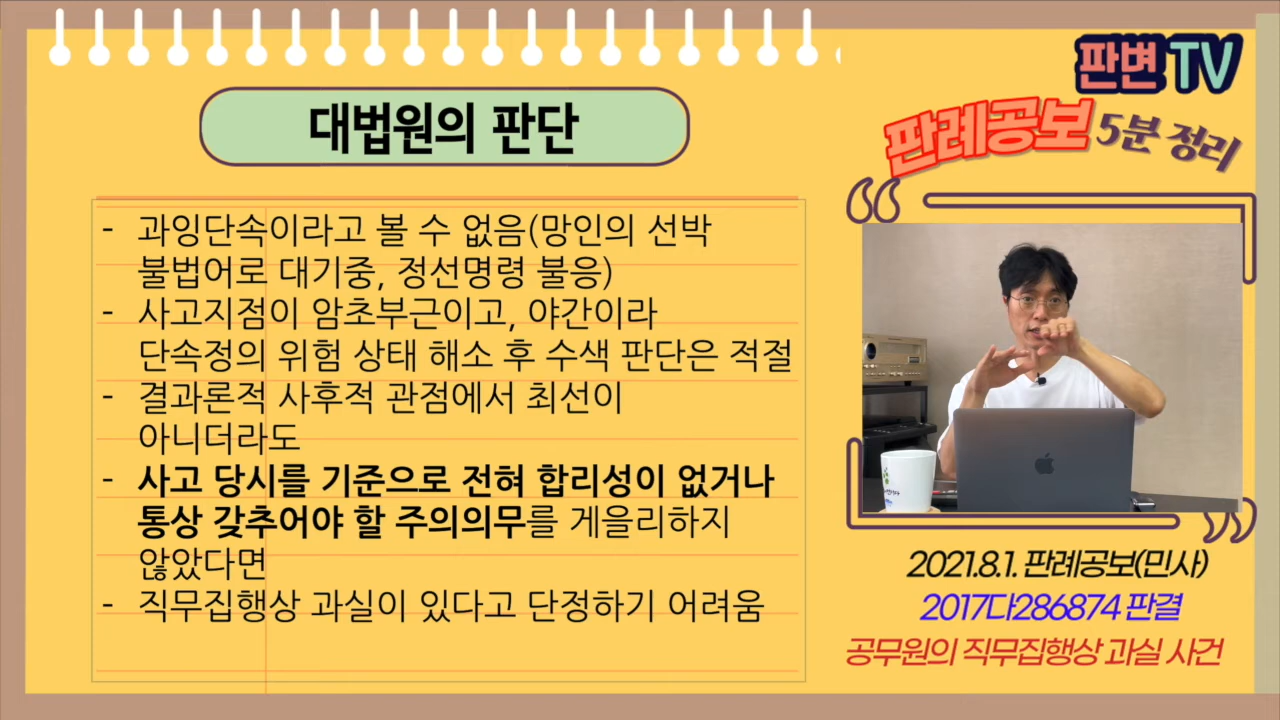 대법원의 판단
- 과잉단속이라고 볼 수 없음(망인의 선박
불법어로 대기중, 정선명령 불응)
- 사고지점이 암초부근이고, 야간이라
단속정의 위험 상태 해소 후 수색 판단은 적절
- 결과론적 사후적 관점에서 최선이
아니더라도
- 사고 당시를 기준으로 전혀 합리성이 없거나
통상 갖추어야 할 주의의무를 게을리하지
않았다면
- 직무집행상 과실이 있다고 단정하기 어려움
판변 TV
판례공보 5분 정리
2021.8.1. 판례공보(민사)
2017다286874 판결
공무원의 직무집행상 과실 사건